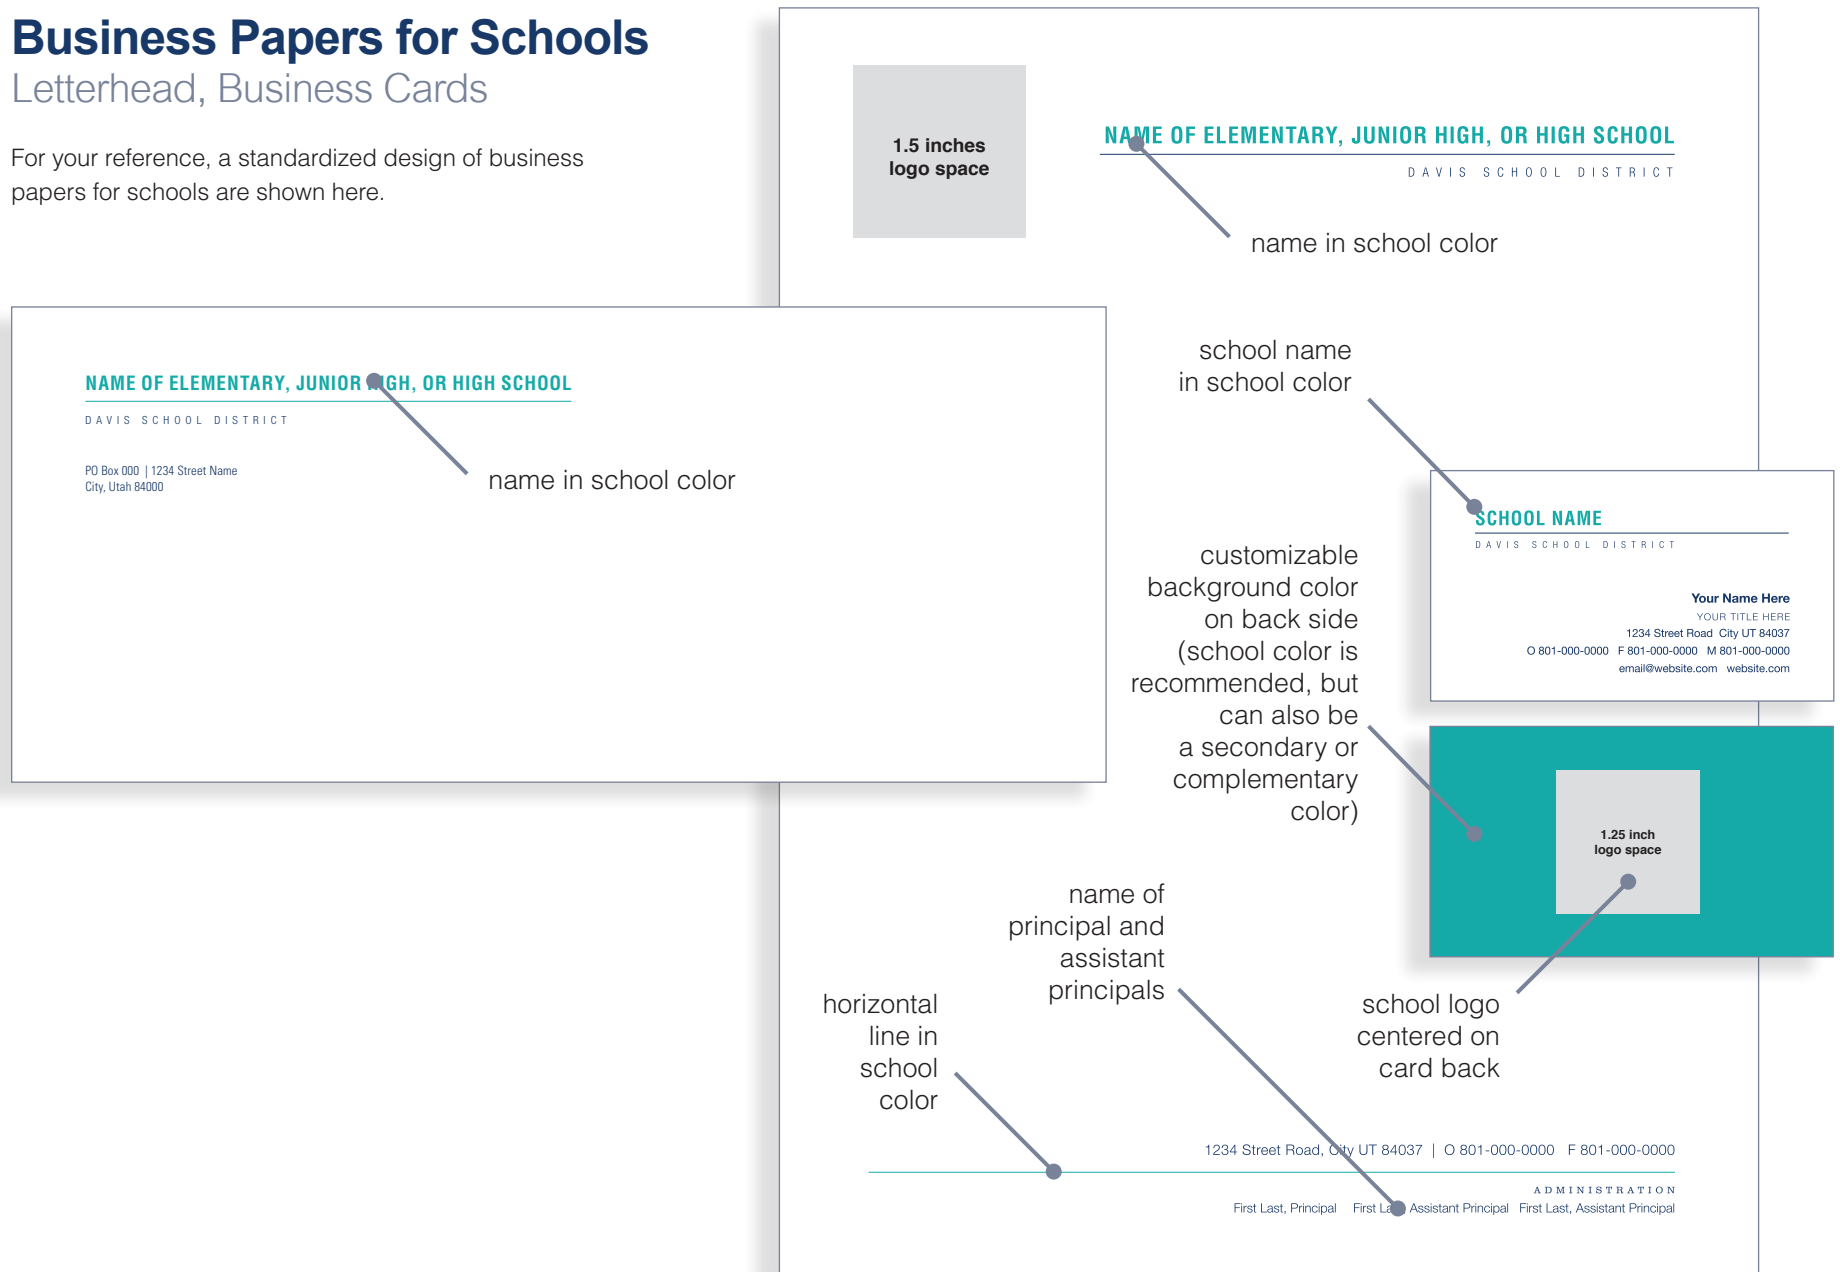 Business Papers for Schools
Letterhead, Business Cards
For your reference, a standardized design of business
papers for schools are shown here.
1.5 inches
logo space
NAME OF ELEMENTARY, JUNIOR HIGH, OR HIGH SCHOOL
DAVIS SCHOOL DISTRICT
name in school color
NAME OF ELEMENTARY, JUNIOR HIGH, OR HIGH SCHOOL
DAVIS SCHOOL DISTRICT
PO Box 000 | 1234 Street Name
City, Utah 84000
name in school color
school name
in school color
SCHOOL NAME
DAVIS SCHOOL DISTRICT
Your Name Here
YOUR TITLE HERE
1234 Street Road City UT 84037
O 801-000-0000 F 801-000-0000 M 801-000-0000
email@website.com website.com
customizable
background color
on back side
(school color is
recommended, but
can also be
a secondary or
complementary
color)
1.25 inch
logo space
name of
principal and
assistant
principals
horizontal
line in
school
color
school logo
centered on
card back
1234 Street Road, City UT 84037 | O 801-000-0000 F 801-000-0000
ADMINISTRATION
First Last, Principal First Last, Assistant Principal First Last, Assistant Principal